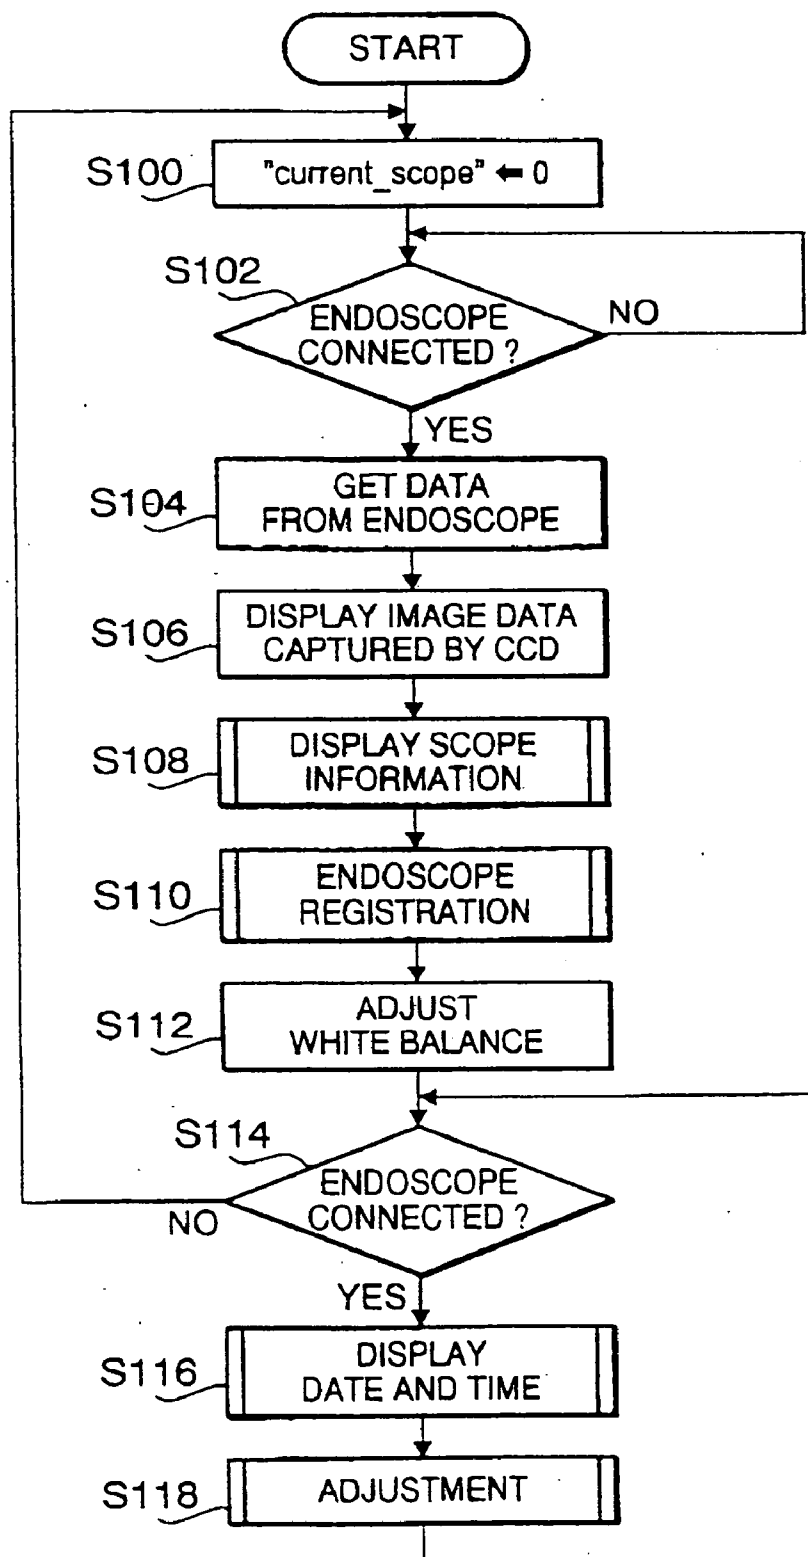 START
S100
"current_scope" ← 0
S102
ENDOSCOPE
CONNECTED ?
NO
YES
S104
GET DATA
FROM ENDOSCOPE
S106
DISPLAY IMAGE DATA
CAPTURED BY CCD
S108
DISPLAY SCOPE
INFORMATION
S110
ENDOSCOPE
REGISTRATION
S112
ADJUST
WHITE BALANCE
S114
ENDOSCOPE
CONNECTED ?
NO
YES
S116
DISPLAY
DATE AND TIME
S118
ADJUSTMENT